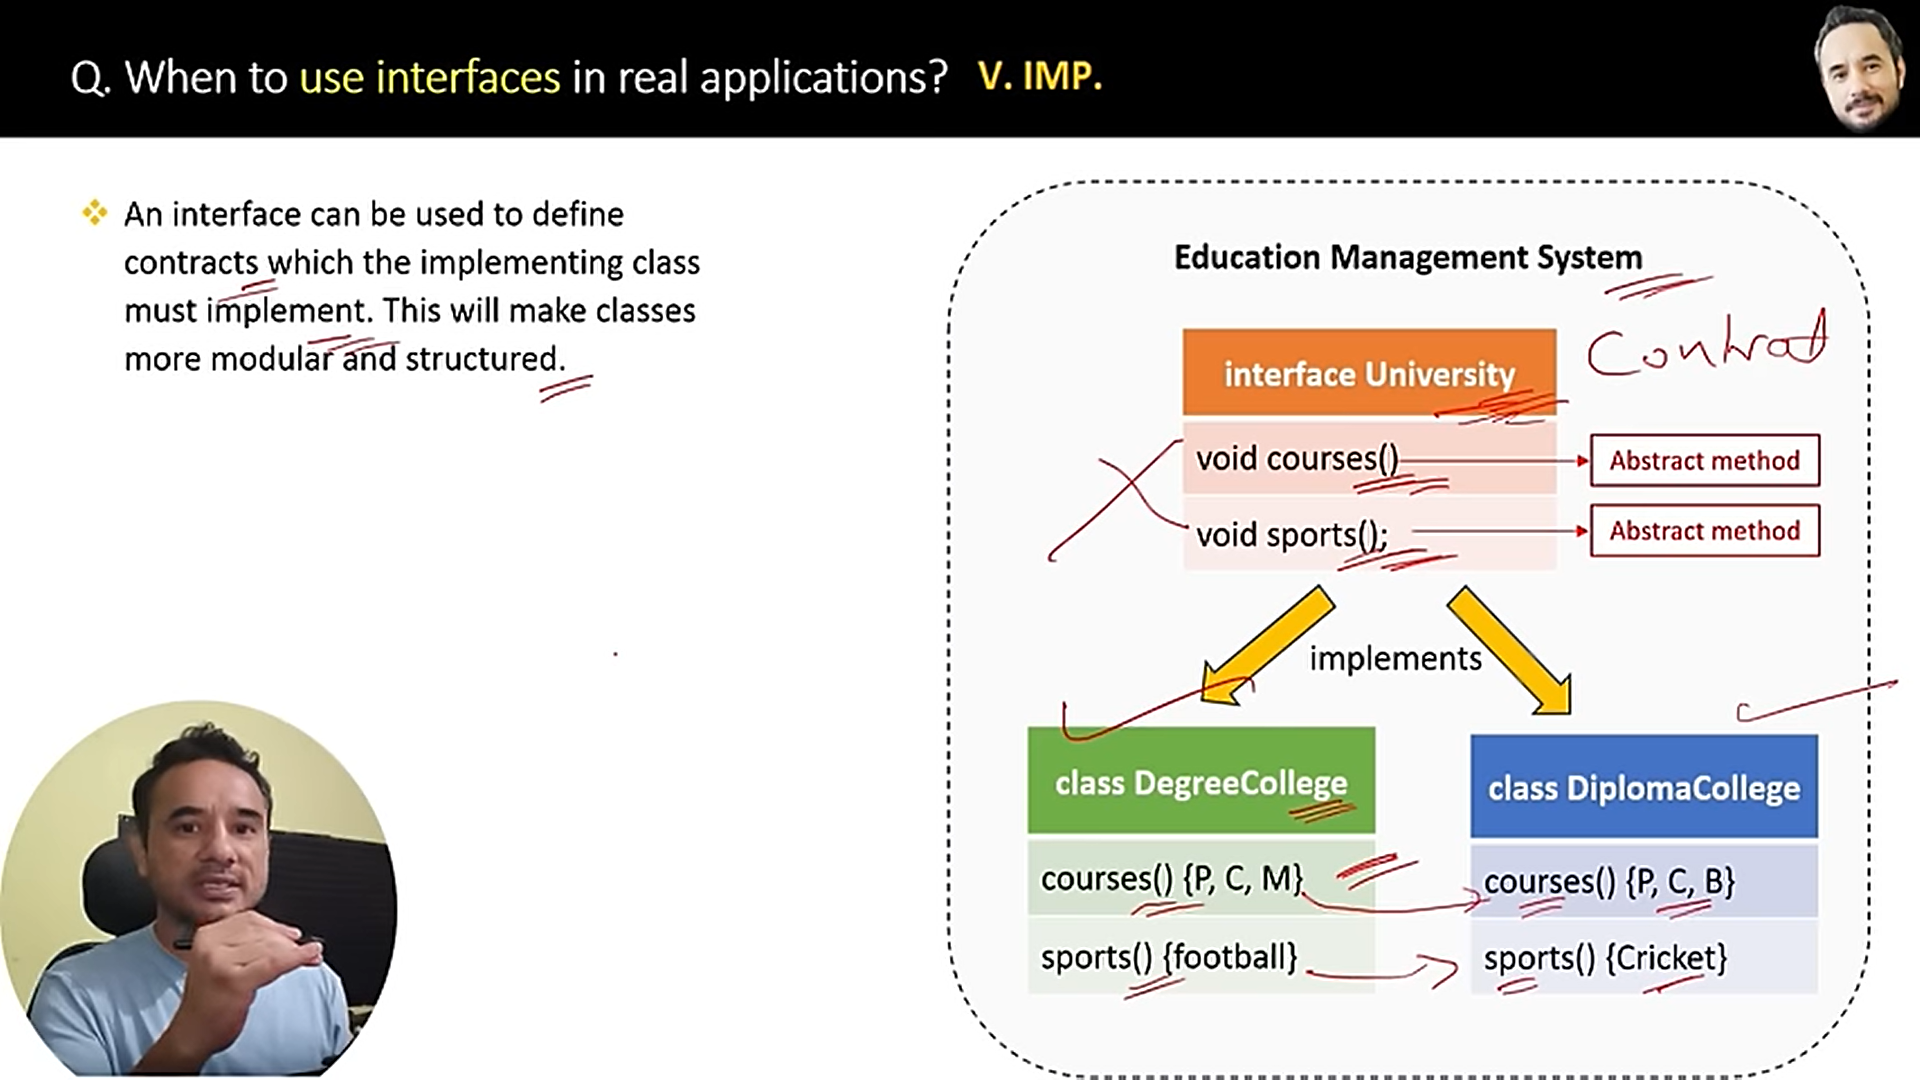 Q. When to use interfaces in real applications? V. IMP.
An interface can be used to define
contracts which the implementing class
must implement. This will make classes
more modular and structured.
Education Management System
Contract
interface University
void courses()
Abstract method
void sports();
Abstract method
implements
class DegreeCollege
courses() {P, C, M}
sports() {football}
class DiplomaCollege
courses() {P, C, B}
sports() {Cricket}